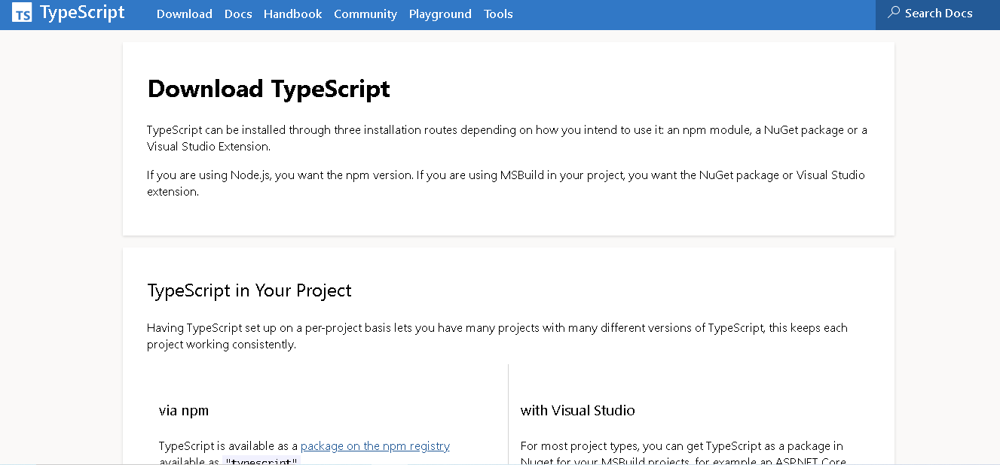 TS TypeScript Download Docs Handbook Community Playground Tools Search Docs
Download TypeScript
TypeScript can be installed through three installation routes depending on how you intend to use it: an npm module, a NuGet package or a
Visual Studio Extension.
If you are using Node.js, you want the npm version. If you are using MSBuild in your project, you want the NuGet package or Visual Studio
extension.
TypeScript in Your Project
Having TypeScript set up on a per-project basis lets you have many projects with many different versions of TypeScript, this keeps each
project working consistently.
via npm
TypeScript is available as a package on the npm registry
available as "typescript"
with Visual Studio
For most project types, you can get TypeScript as a package in
Nuget for your MSBuild projects, for example an ASP.NET Core